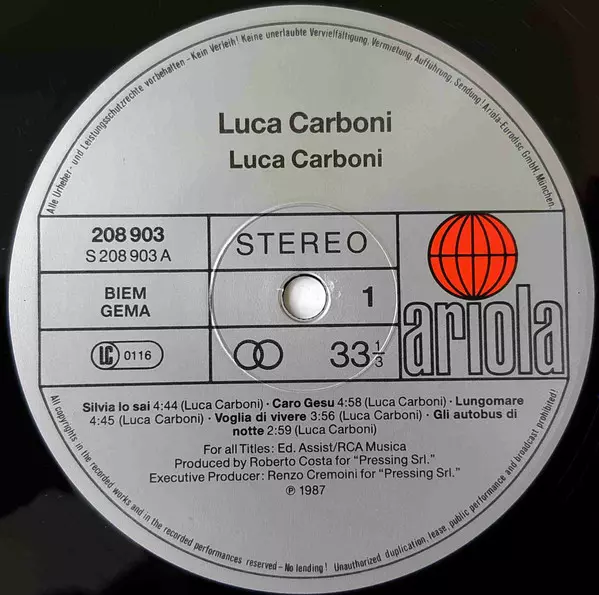 Alle Urheber- und Leistungsschutzrechte vorbehalten - Kein Verleih! Keine unerlaubte Vervielfältigung, Vermietung, Aufführung, Sendung! Ariola-Eurodisc GmbH, München.
Luca Carboni
Luca Carboni
208 903
S 208 903 A
STEREO
BIEM
GEMA
1
LC 0116
33 1/3
ariola
Silvia lo sai 4:44 (Luca Carboni) · Caro Gesu 4:58 (Luca Carboni) · Lungomare
4:45 (Luca Carboni) · Voglia di vivere 3:56 (Luca Carboni) · Gli autobus di
notte 2:59 (Luca Carboni)
For all Titles: Ed. Assist/RCA Musica
Produced by Roberto Costa for “Pressing Srl.”
Executive Producer: Renzo Cremoini for “Pressing Srl.”
℗ 1987
All copyrights in the recorded works and in the recorded performances reserved - No lending! Unauthorized duplication, lease, public performance and broadcast prohibited!